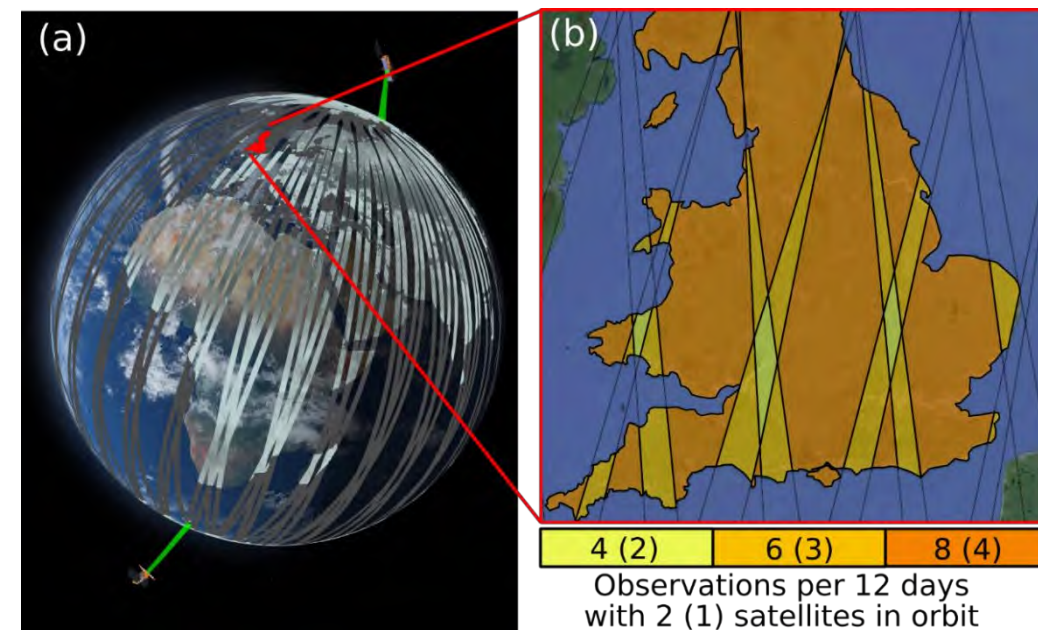 (a)
(b)
4 (2)
6 (3)
8 (4)
Observations per 12 days
with 2 (1) satellites in orbit